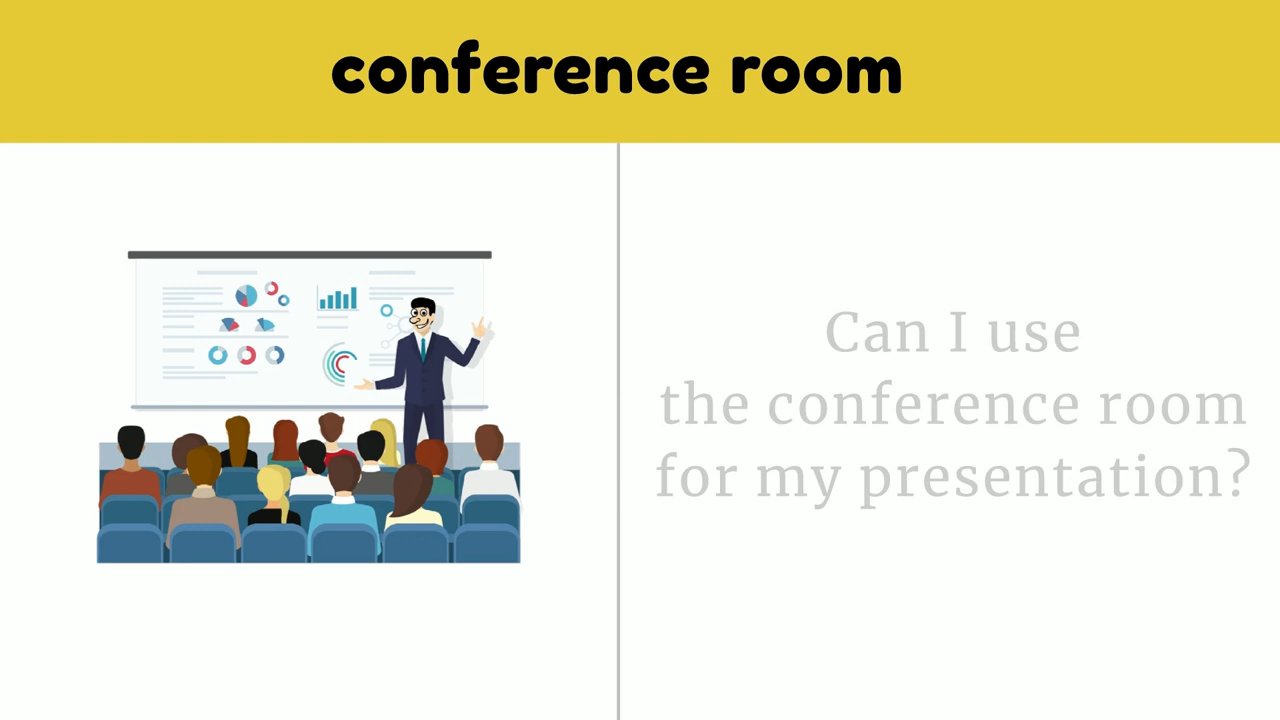 conference room
Can I use
the conference room
for my presentation?